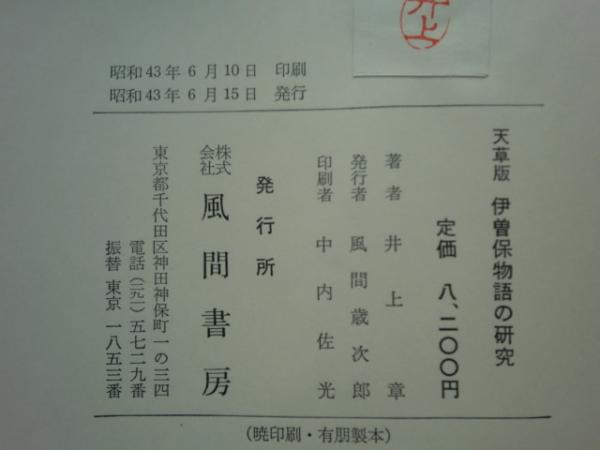 井上
昭和43年6月10日 印刷
昭和43年6月15日 発行
天草版 伊曽保物語の研究
定価 八、二〇〇円
著者 井上章
発行者 風間歳次郎
印刷者 中内佐光
発行所
株式会社 風間書房
東京都千代田区神田神保町一の三四
電話(二九一)五七二九番
振替 東京 一八五三番
(暁印刷・有朋製本)